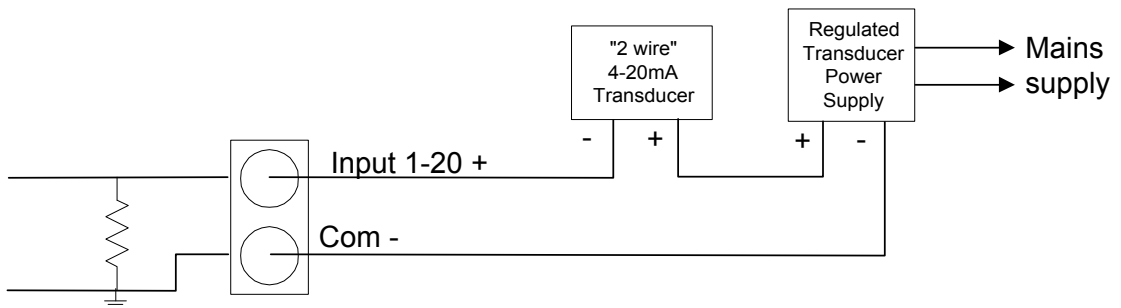 "2 wire"
4-20mA
Transducer
Regulated
Transducer
Power
Supply
Mains
supply
- +
+ -
Input 1-20 +
Com -